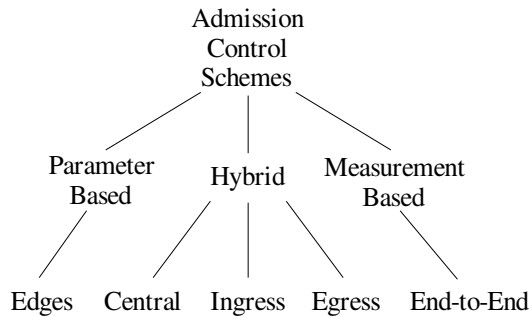 Admission
Control
Schemes
Parameter
Based
Hybrid
Measurement
Based
Edges
Central
Ingress
Egress
End-to-End